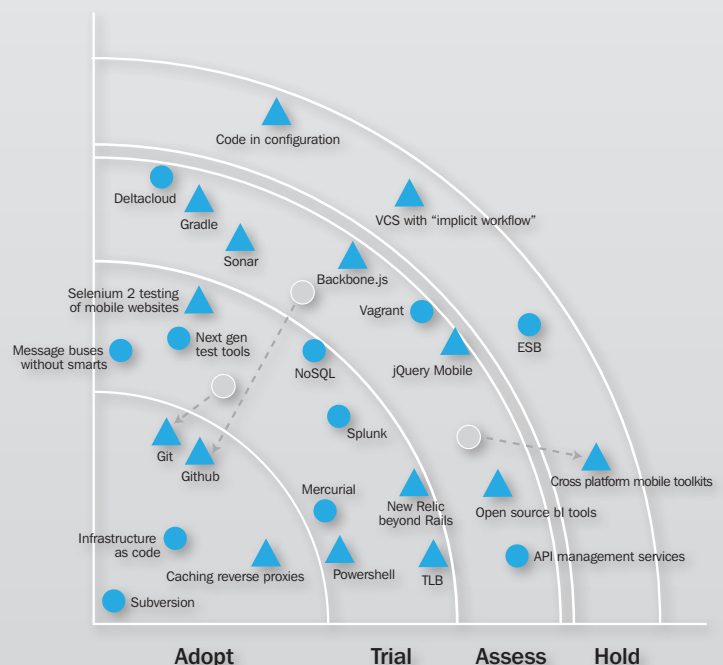 Code in configuration
VCS with “implicit workflow”
Deltacloud
Gradle
Sonar
Backbone.js
Selenium 2 testing
of mobile websites
Vagrant
Next gen
test tools
Message buses
without smarts
NoSQL
jQuery Mobile
ESB
Splunk
Git
Github
Cross platform mobile toolkits
Mercurial
New Relic
beyond Rails
Open source bI tools
Infrastructure
as code
Caching reverse proxies
Powershell
TLB
API management services
Subversion
Adopt
Trial
Assess
Hold